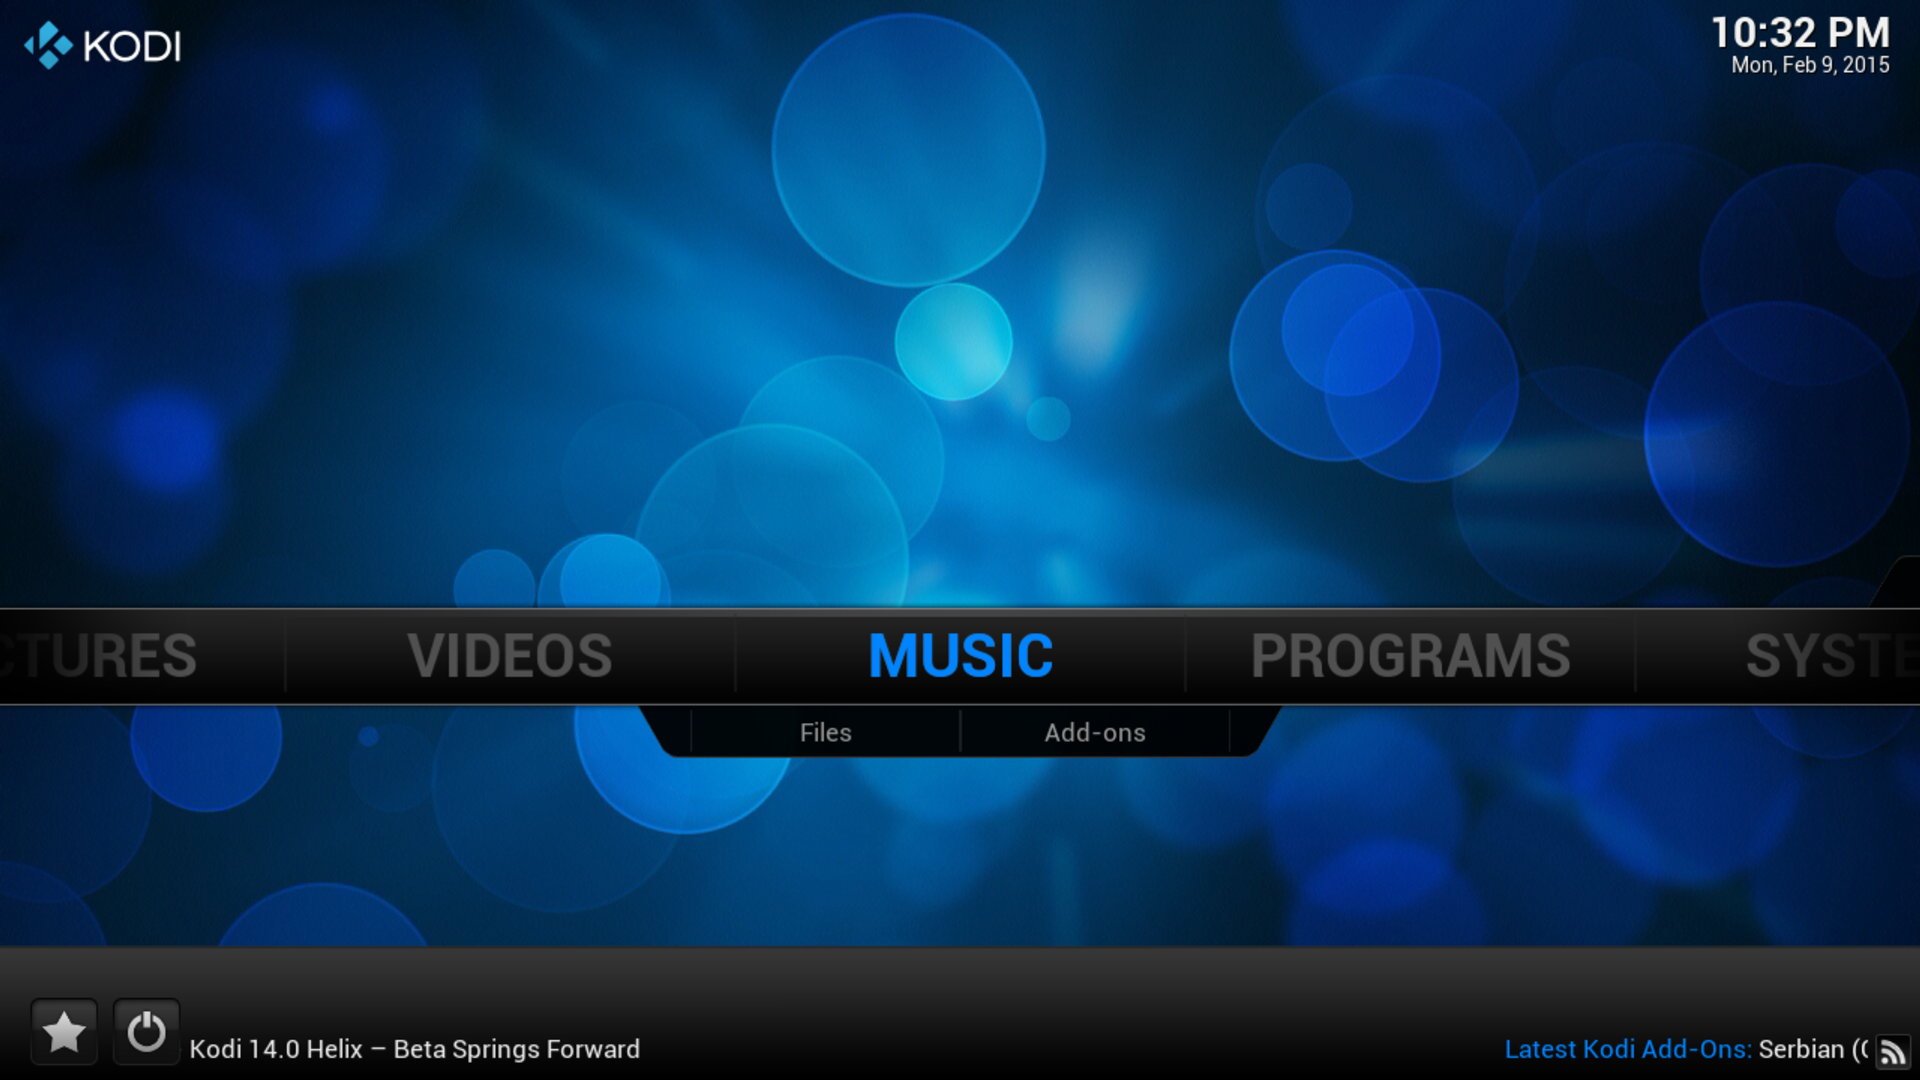 KODI
10:32 PM
Mon, Feb 9, 2015
CTURES VIDEOS MUSIC PROGRAMS SYSTE
Files Add-ons
Kodi 14.0 Helix – Beta Springs Forward
Latest Kodi Add-Ons: Serbian ((